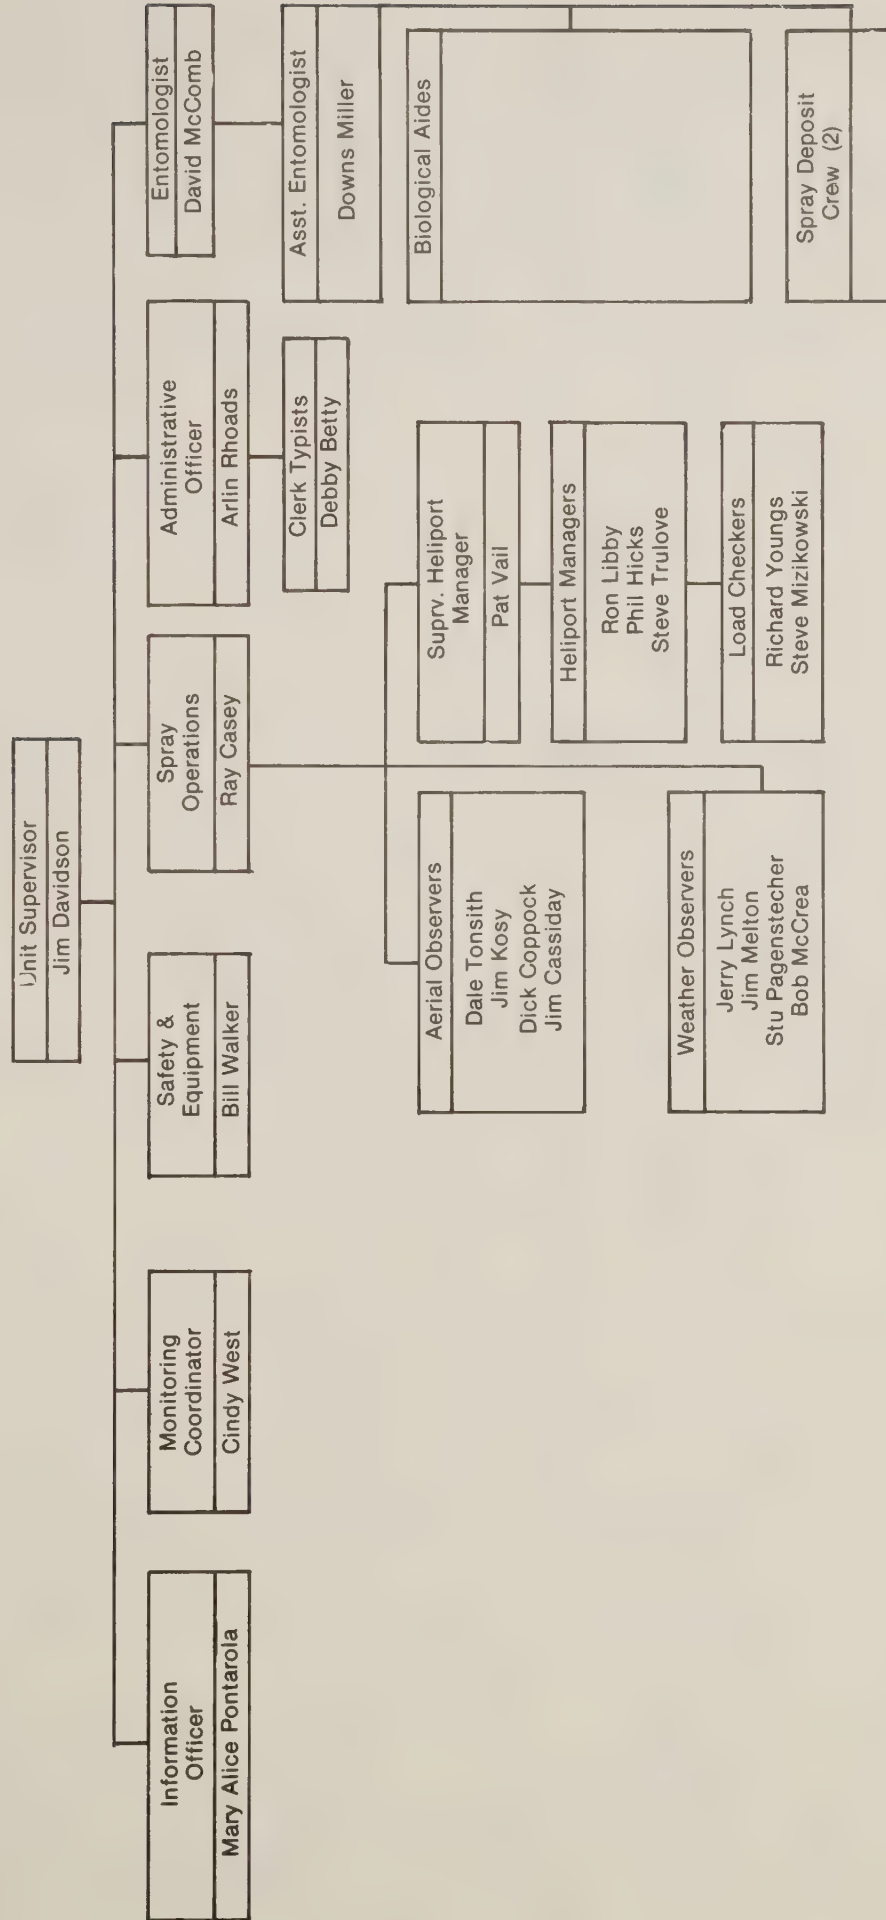 Unit Supervisor
Jim Davidson
Information
Officer
Mary Alice Pontarola
Monitoring
Coordinator
Cindy West
Safety &
Equipment
Bill Walker
Spray
Operations
Ray Casey
Administrative
Officer
Arlin Rhoads
Entomologist
David McComb
Clerk Typists
Debby Betty
Asst. Entomologist
Downs Miller
Aerial Observers
Dale Tonsith
Jim Kosy
Dick Coppock
Jim Cassiday
Suprv. Heliport
Manager
Pat Vail
Heliport Managers
Ron Libby
Phil Hicks
Steve Trulove
Biological Aides
Weather Observers
Jerry Lynch
Jim Melton
Stu Pagenstecher
Bob McCrea
Load Checkers
Richard Youngs
Steve Mizikowski
Spray Deposit
Crew (2)